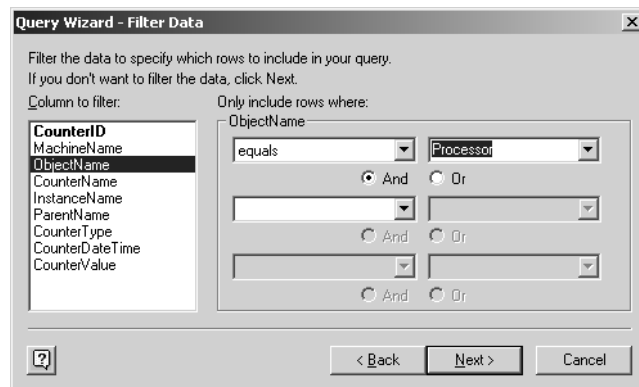 Query Wizard - Filter Data
Filter the data to specify which rows to include in your query.
If you don't want to filter the data, click Next.
Column to filter:
Only include rows where:
CounterID
MachineName
ObjectName
CounterName
InstanceName
ParentName
CounterType
CounterDateTime
CounterValue
ObjectName
equals Processor
And Or
And Or
And Or
< Back Next > Cancel